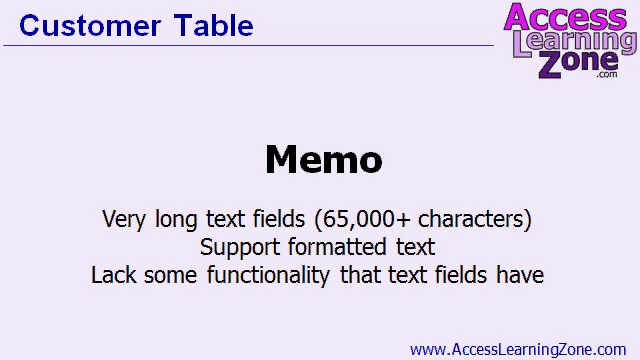 Customer Table
Access
Learning
Zone
.com
Memo
Very long text fields (65,000+ characters)
Support formatted text
Lack some functionality that text fields have
www.AccessLearningZone.com